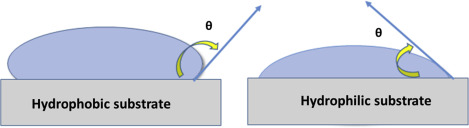 θ
θ
Hydrophobic substrate
Hydrophilic substrate